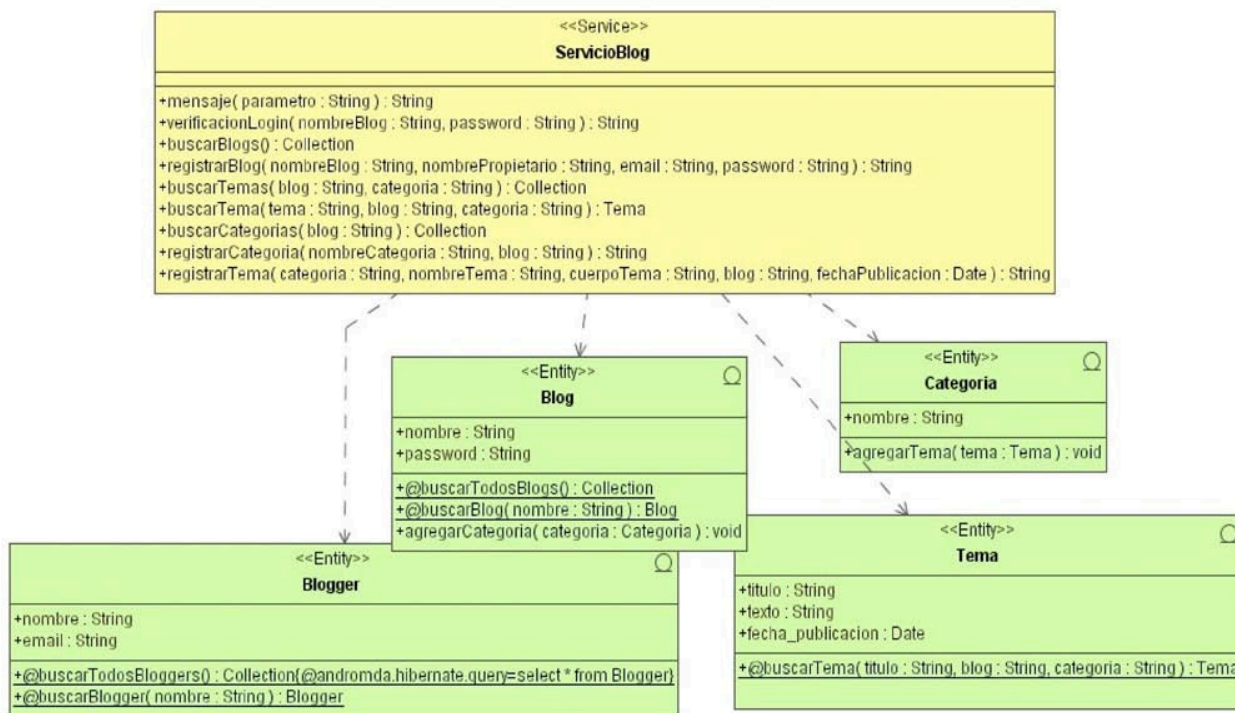 <<Service>>
ServicioBlog
+mensaje( parametro : String ) : String
+verificacionLogin( nombreBlog : String, password : String ) : String
+buscarBlogs() : Collection
+registrarBlog( nombreBlog : String, nombrePropietario : String, email : String, password : String ) : String
+buscarTemas( blog : String, categoria : String ) : Collection
+buscarTema( tema : String, blog : String, categoria : String ) : Tema
+buscarCategorias( blog : String ) : Collection
+registrarCategoria( nombreCategoria : String, blog : String ) : String
+registrarTema( categoria : String, nombreTema : String, cuerpoTema : String, blog : String, fechaPublicacion : Date ) : String
<<Entity>>
Blog
+nombre : String
+password : String
+@buscarTodosBlogs() : Collection
+@buscarBlog( nombre : String ) : Blog
+agregarCategoria( categoria : Categoria ) : void
<<Entity>>
Categoria
+nombre : String
+agregarTema( tema : Tema ) : void
<<Entity>>
Blogger
+nombre : String
+email : String
+@buscarTodosBloggers() : Collection{@andromda.hibernate.query=select * from Blogger}
+@buscarBlogger( nombre : String ) : Blogger
<<Entity>>
Tema
+titulo : String
+texto : String
+fecha_publicacion : Date
+@buscarTema( titulo : String, blog : String, categoria : String ) : Tema